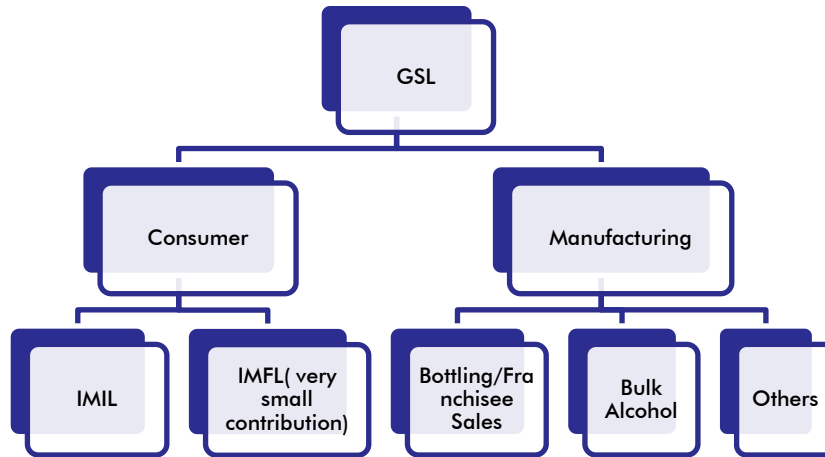 GSL
Consumer
Manufacturing
IMIL
IMFL( very
small
contribution)
Bottling/Fra
nchisee
Sales
Bulk
Alcohol
Others